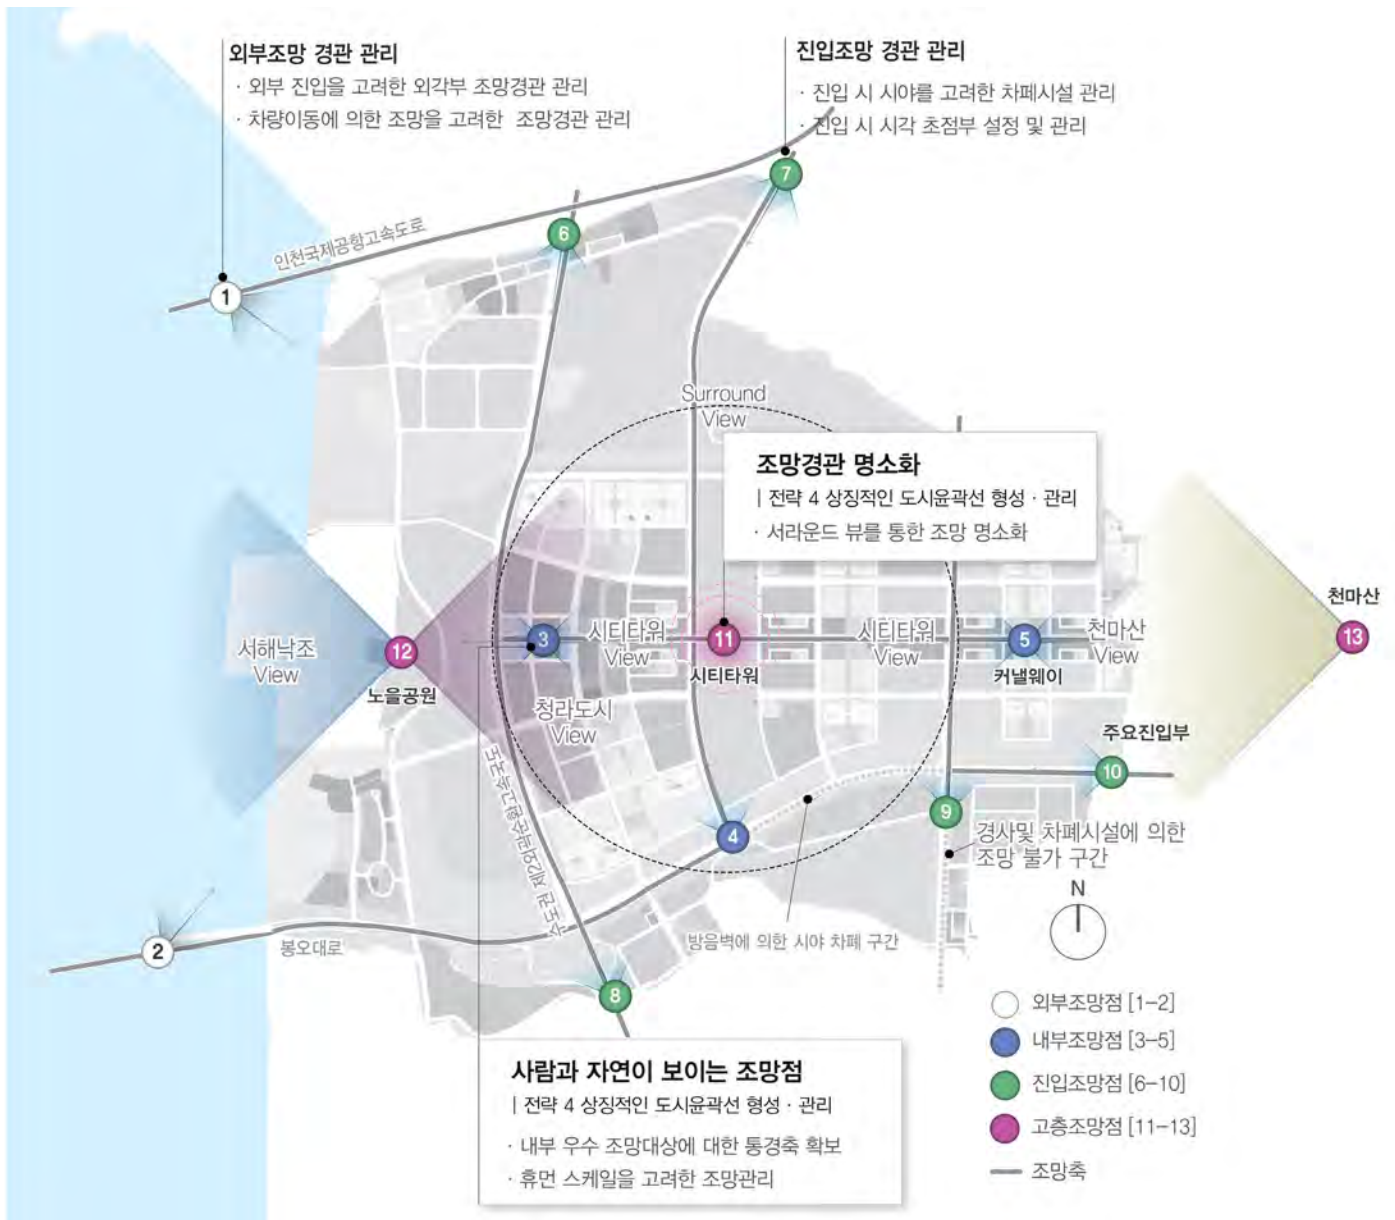 외부조망 경관 관리
· 외부 진입을 고려한 외각부 조망경관 관리
· 차량이동에 의한 조망을 고려한 조망경관 관리
진입조망 경관 관리
· 진입 시 시야를 고려한 차폐시설 관리
· 진입 시 시각 초점부 설정 및 관리
7
6
인천국제공항고속도로
1
Surround
View
조망경관 명소화
| 전략 4 상징적인 도시윤곽선 형성 · 관리
· 서라운드 뷰를 통한 조망 명소화
천마산
13
서해낙조
View
12
노을공원
3
시티타워
View
11
시티타워
시티타워
View
5
커낼웨이
천마산
View
청라도시
View
주요진입부
10
수도권 제2외곽순환고속국도
4
9
경사및 차폐시설에 의한
조망 불가 구간
N
방음벽에 의한 시야 차폐 구간
2
봉오대로
8
사람과 자연이 보이는 조망점
| 전략 4 상징적인 도시윤곽선 형성 · 관리
· 내부 우수 조망대상에 대한 통경축 확보
· 휴먼 스케일을 고려한 조망관리
외부조망점 [1-2]
내부조망점 [3-5]
진입조망점 [6-10]
고층조망점 [11-13]
조망축